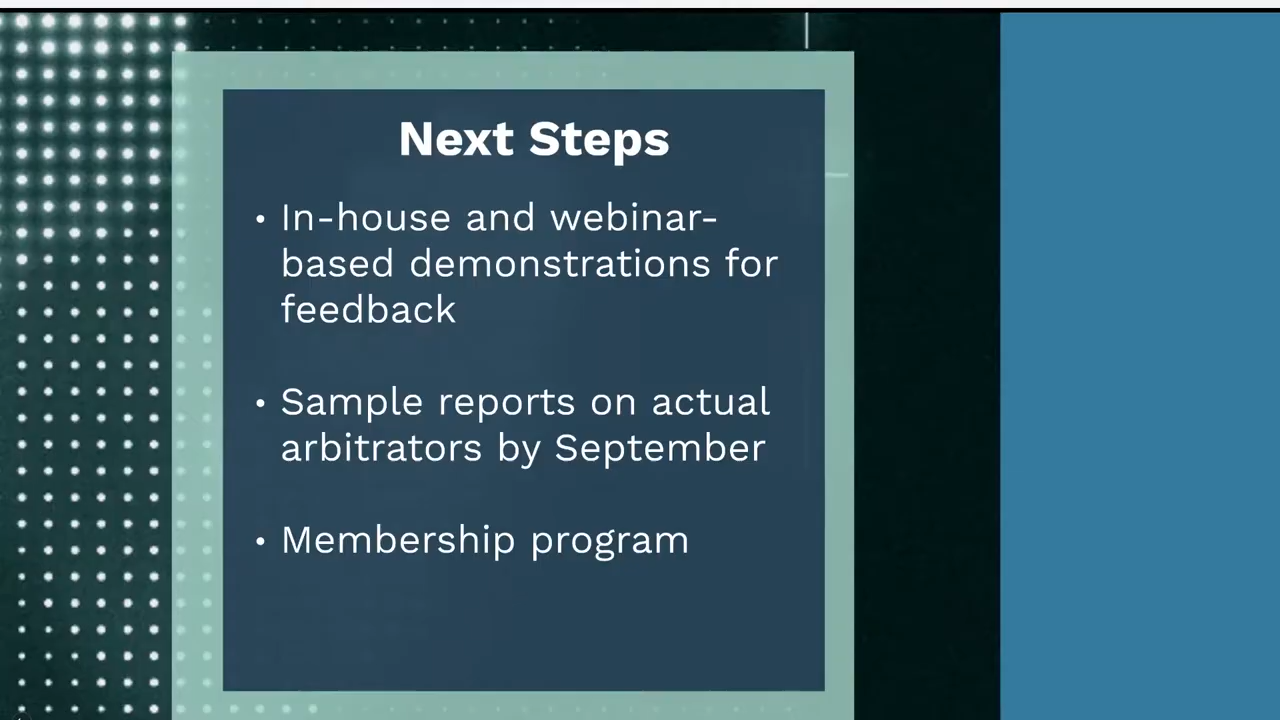 Next Steps
• In-house and webinar-
based demonstrations for
feedback
• Sample reports on actual
arbitrators by September
• Membership program